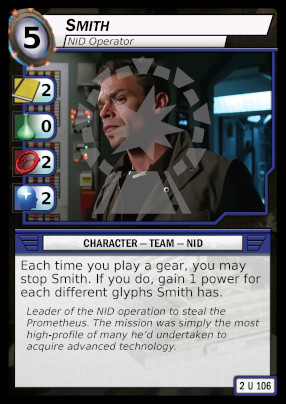 5
SMITH
NID Operator
2
0
2
2
CHARACTER – TEAM – NID
Each time you play a gear, you may
stop Smith. If you do, gain 1 power for
each different glyphs Smith has.
Leader of the NID operation to steal the
Prometheus. The mission was simply the most
high-profile of many he'd undertaken to
acquire advanced technology.
2 U 106